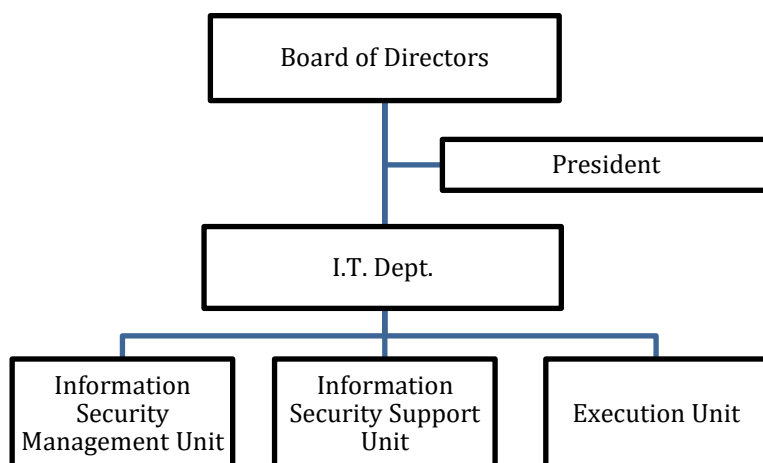 Board of Directors
President
I.T. Dept.
Information
Security
Management Unit
Information
Security Support
Unit
Execution Unit